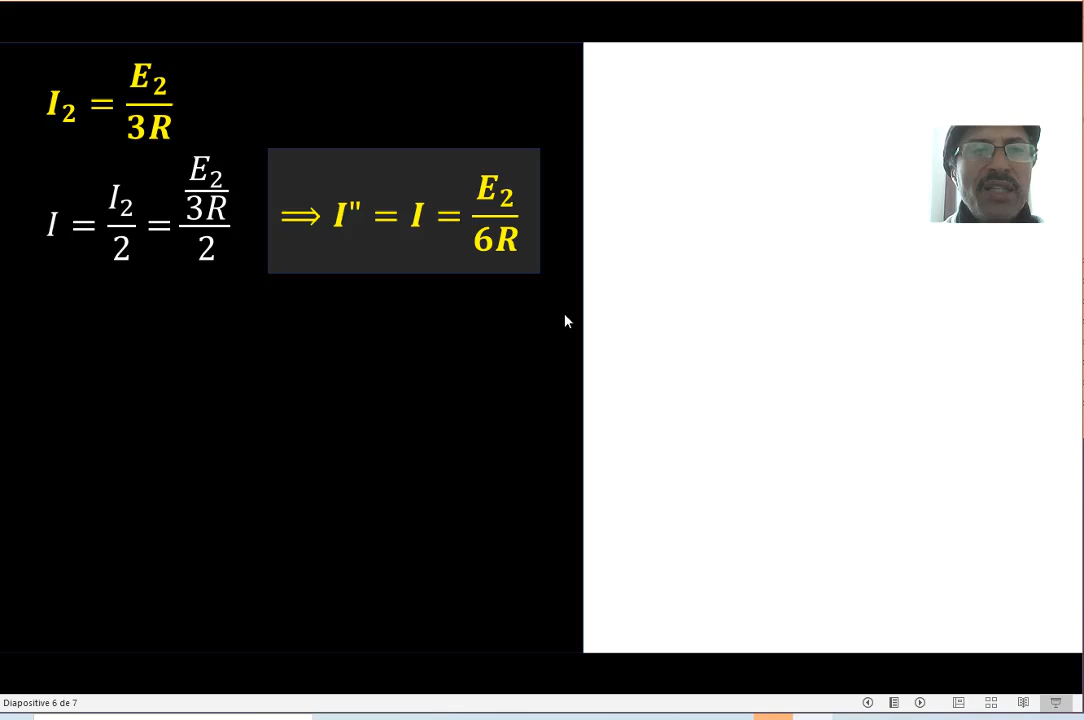 I₂ = E₂/3R
I = I₂/2 = (E₂/3R)/2 ⟹ I" = I = E₂/6R
Diapositive 6 de 7